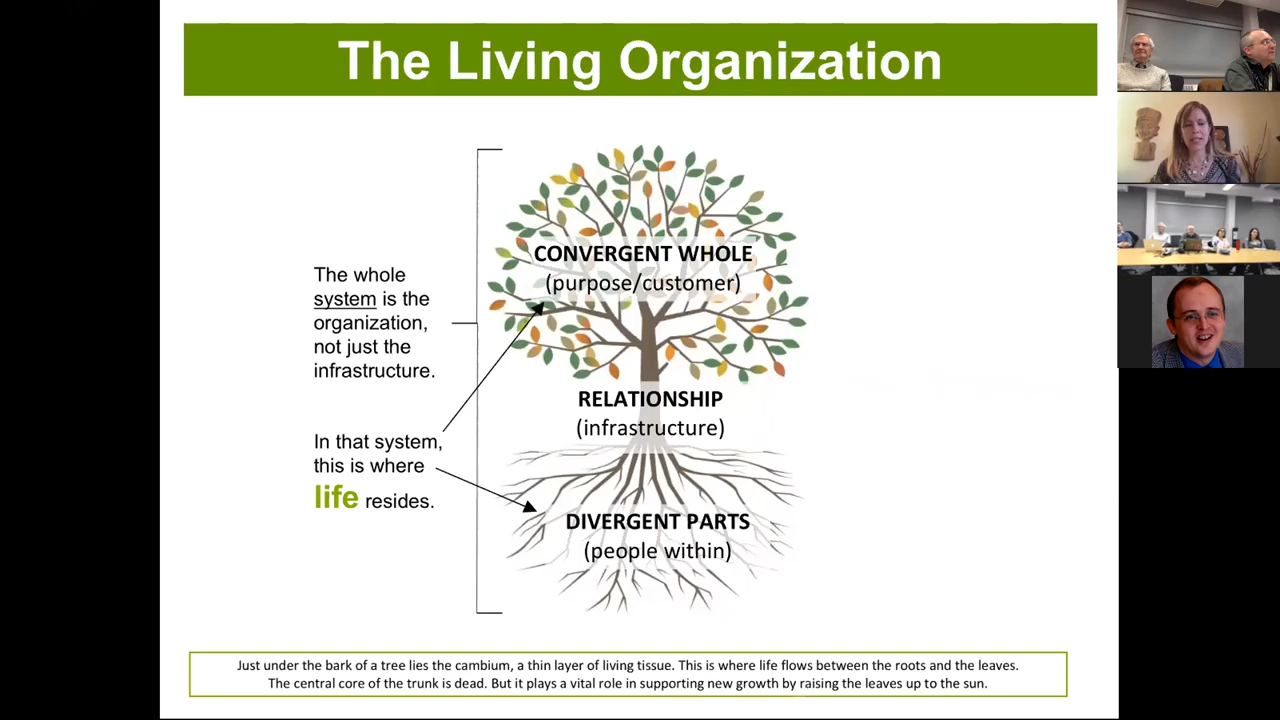 The Living Organization
CONVERGENT WHOLE
(purpose/customer)
The whole
system is the
organization,
not just the
infrastructure.
RELATIONSHIP
(infrastructure)
In that system,
this is where
life resides.
DIVERGENT PARTS
(people within)
Just under the bark of a tree lies the cambium, a thin layer of living tissue. This is where life flows between the roots and the leaves.
The central core of the trunk is dead. But it plays a vital role in supporting new growth by raising the leaves up to the sun.